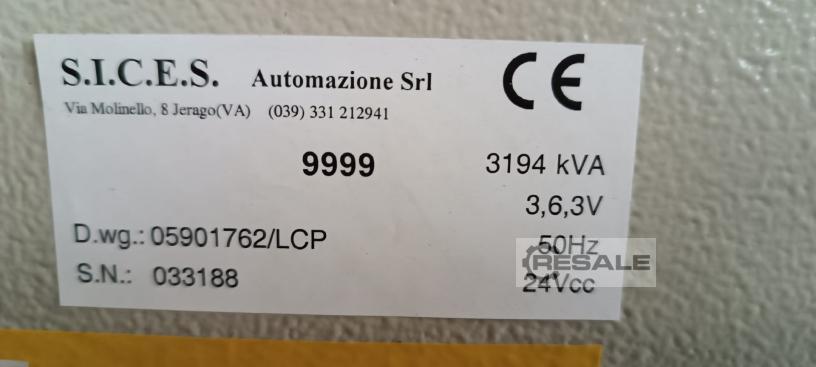 S.I.C.E.S. Automazione Srl CE
Via Molinello, 8 Jerago(VA) (039) 331 212941
9999 3194 kVA
3,6,3V
D.wg.: 05901762/LCP 50Hz
RESALE
S.N.: 033188 24Vcc